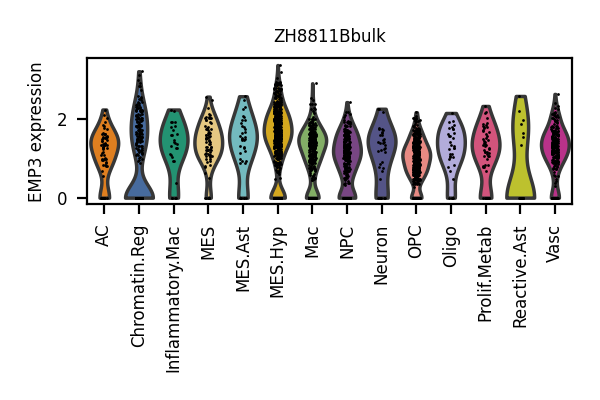 ZH8811Bbulk
EMP3 expression
2
0
AC
Chromatin.Reg
Inflammatory.Mac
MES
MES.Ast
MES.Hyp
Mac
NPC
Neuron
OPC
Oligo
Prolif.Metab
Reactive.Ast
Vasc